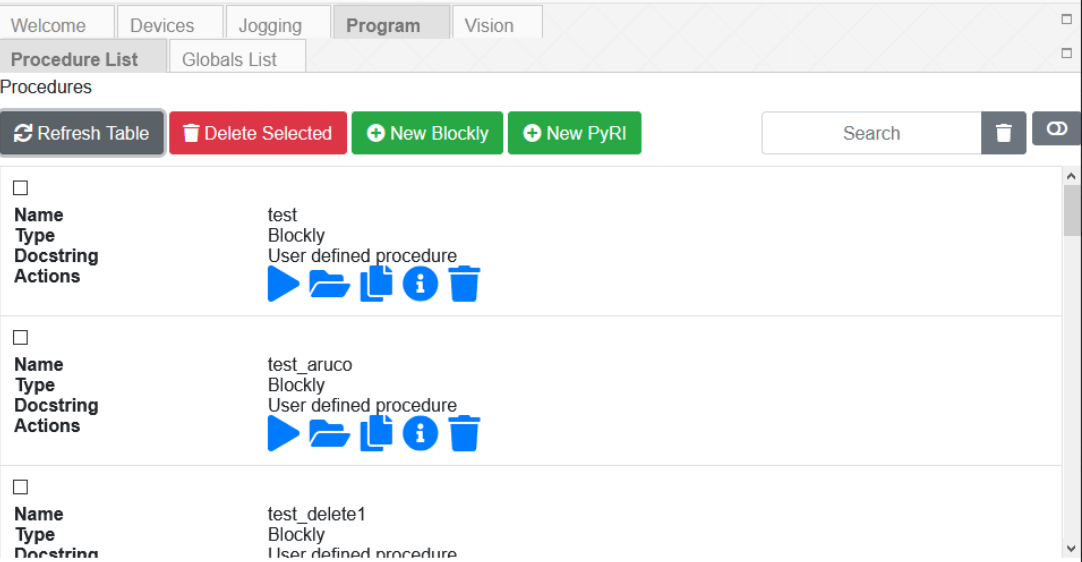 Welcome Devices Jogging Program Vision
Procedure List Globals List
Procedures
Refresh Table Delete Selected New Blockly New PyRI Search
Name test
Type Blockly
Docstring User defined procedure
Actions
Name test_aruco
Type Blockly
Docstring User defined procedure
Actions
Name test_delete1
Type Blockly
Docstring User defined procedure